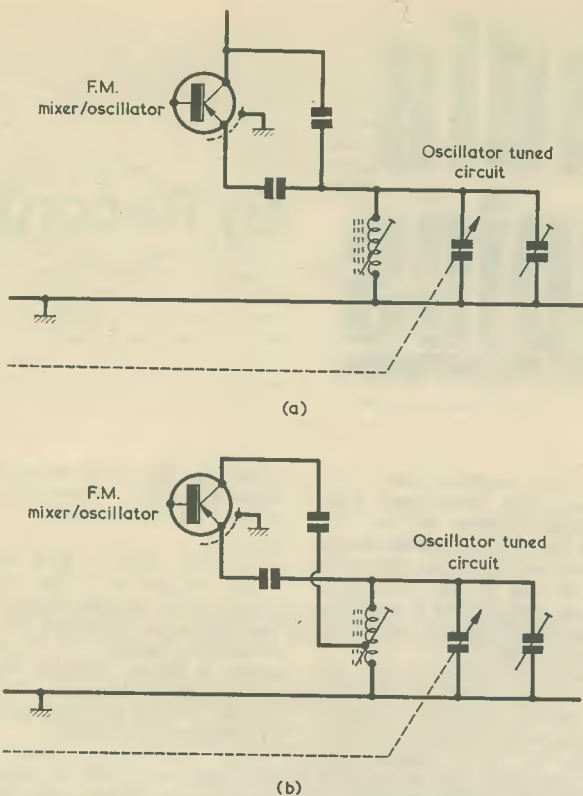 F.M.
mixer/oscillator
Oscillator tuned
circuit
(a)
F.M.
mixer/oscillator
Oscillator tuned
circuit
(b)